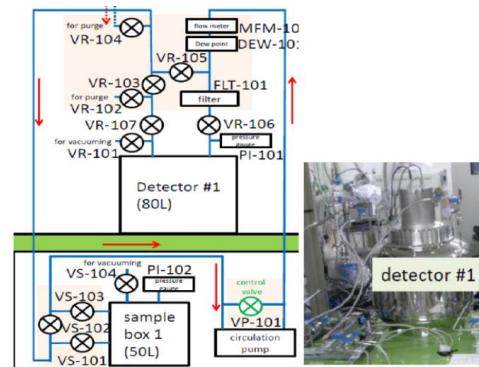 for purge
VR-104
flow meter
MFM-10
Dew point
DEW-101
VR-105
VR-103
FLT-101
for purge
VR-102
filter
VR-107
VR-106
for vacuuming
VR-101
pressure
gauge
PI-101
Detector #1
(80L)
for vacuuming
VS-104
PI-102
pressure
gauge
VS-103
control
valve
VS-102
sample
box 1
(50L)
VP-101
VS-101
circulation
pump
detector #1